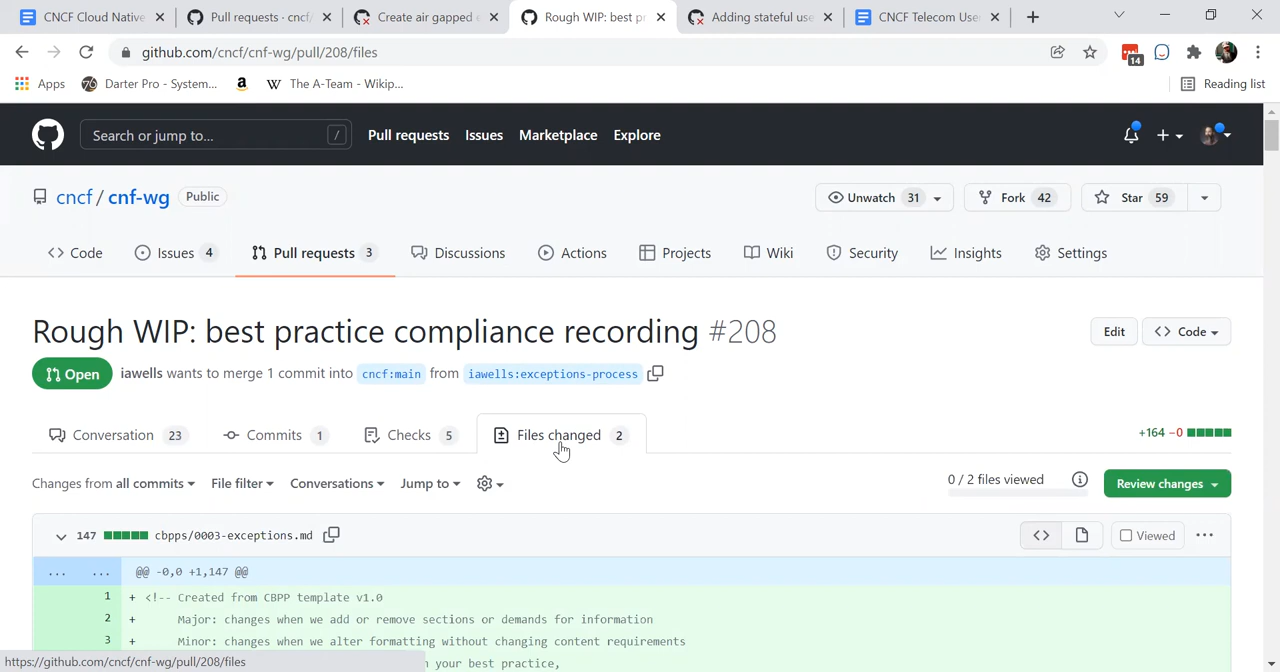 CNCF Cloud Native
Pull requests · cncf/
Create air gapped
Rough WIP: best pr
Adding stateful use
CNCF Telecom User
github.com/cncf/cnf-wg/pull/208/files
14
Apps
Darter Pro - System...
The A-Team - Wikip...
Reading list
Search or jump to...
/
Pull requests
Issues
Marketplace
Explore
cncf / cnf-wg
Public
Unwatch 31
Fork 42
Star 59
Code
Issues 4
Pull requests 3
Discussions
Actions
Projects
Wiki
Security
Insights
Settings
Rough WIP: best practice compliance recording #208
Edit
Code
Open
iawells wants to merge 1 commit into cncf:main from iawells:exceptions-process
Conversation 23
Commits 1
Checks 5
Files changed 2
+164 −0
Changes from all commits
File filter
Conversations
Jump to
0 / 2 files viewed
Review changes
147 cbpps/0003-exceptions.md
Viewed
... ... @@ -0,0 +1,147 @@
1 + <!-- Created from CBPP template v1.0
2 + Major: changes when we add or remove sections or demands for information
3 + Minor: changes when we alter formatting without changing content requirements
your best practice,
https://github.com/cncf/cnf-wg/pull/208/files